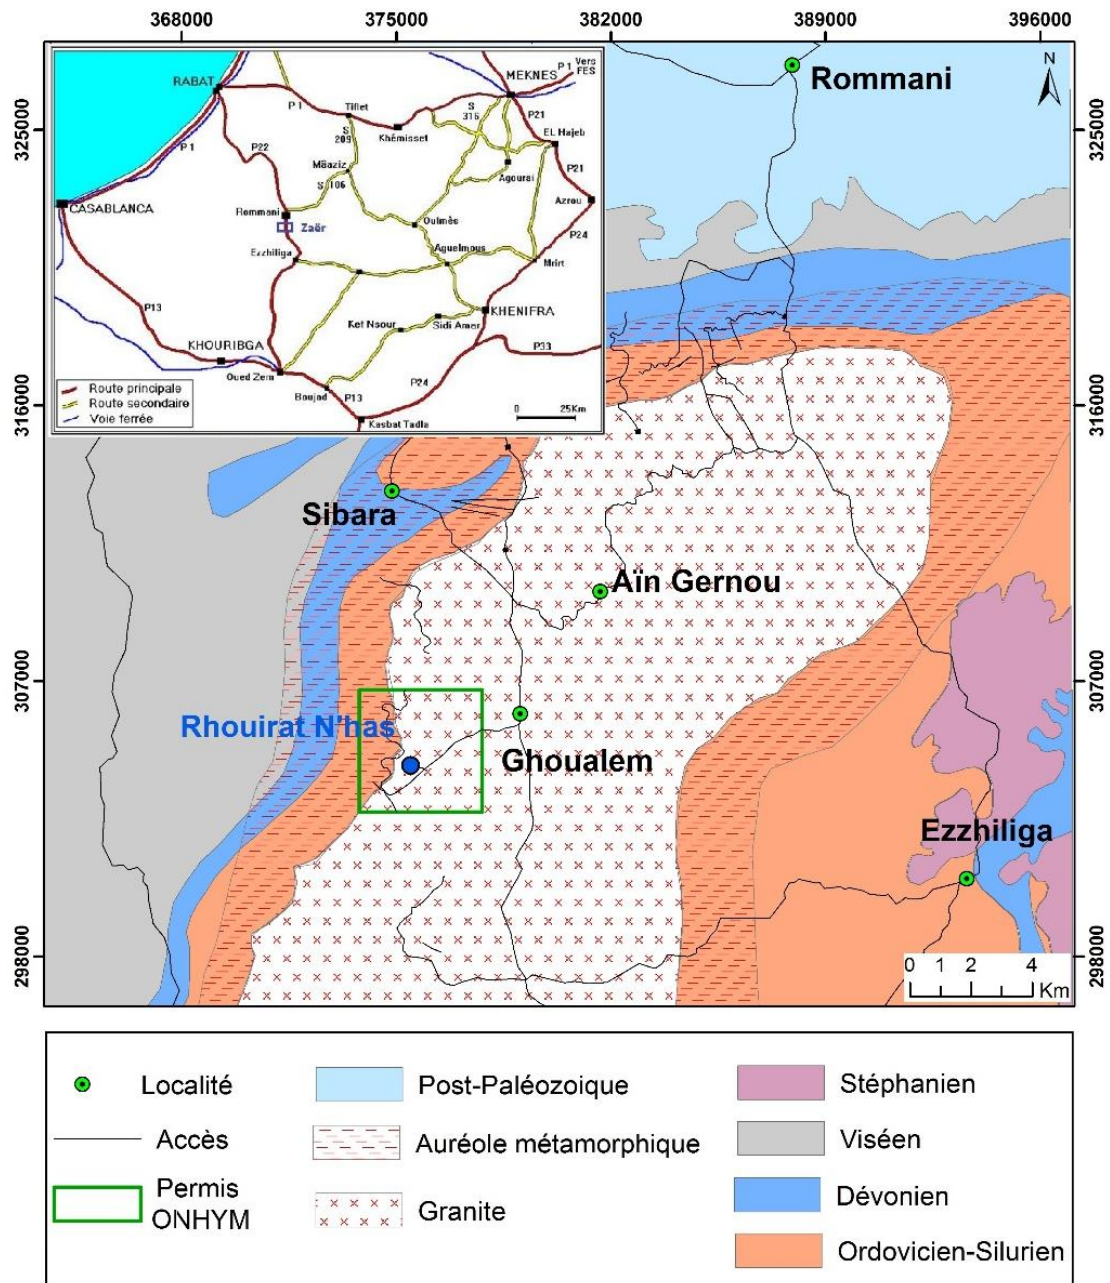 368000 375000 382000 389000 396000
325000
316000
307000
298000
325000
316000
307000
298000
N
Rommani
Sibara
Aïn Gernou
Rhouirat N'has
Ghoualem
Ezzhiliga
0 2 4
Km
RABAT
MEKNES
P 1 Vers
FES
P 1
Tiflet
Khémisset
S
316
P21
EL Hajeb
P 1
S
209
P22
Mâaziz
S 106
Agourai
P21
Azrou
CASABLANCA
Rommani
Zaër
Oulmès
P24
Ezzhiliga
Aguelmous
Mrirt
P13
Ket Nsour
Sidi Amer
KHENIFRA
KHOURIBGA
P33
Oued Zem
P24
Boujad
P13
Kasbat Tadla
Route principale
Route secondaire
Voie ferrée
0 25Km
Localité
Accès
Permis
ONHYM
Post-Paléozoique
Auréole métamorphique
Granite
Stéphanien
Viséen
Dévonien
Ordovicien-Silurien